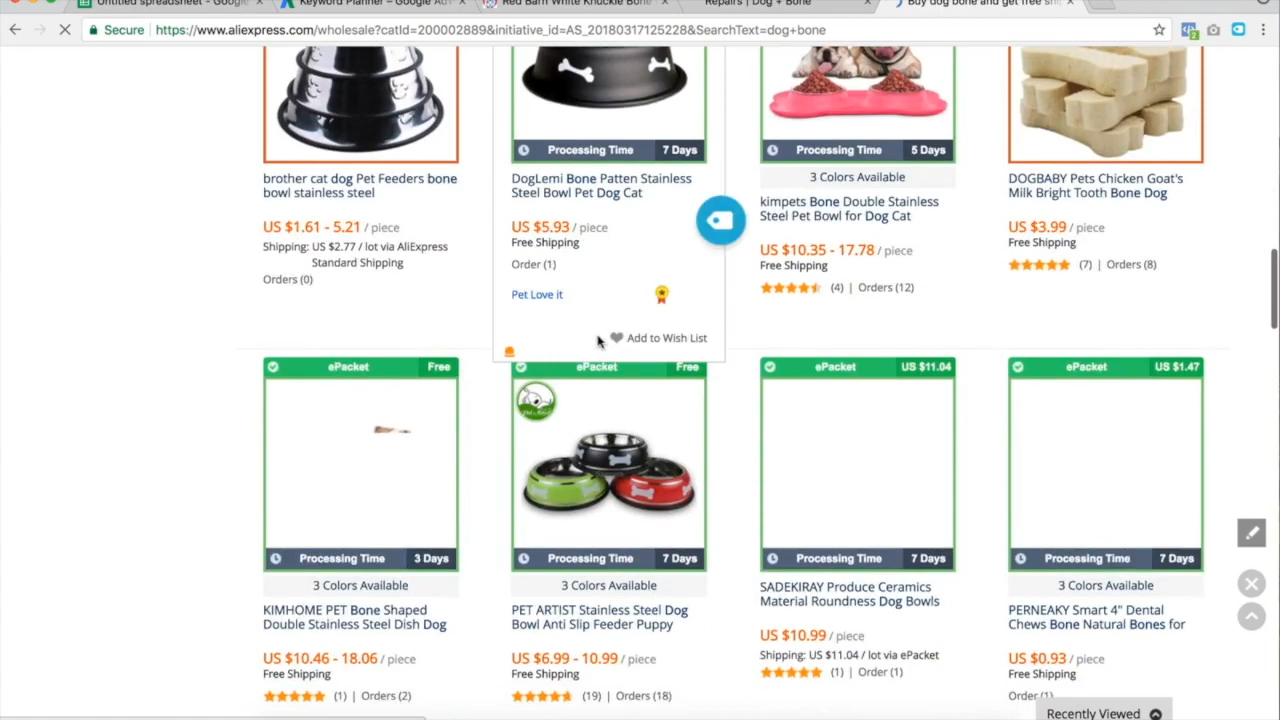 Untitled spreadsheet - Google
Keyword Planner – Google Adw
Red Barn White Knuckle Bone
Repairs | Dog + Bone
Buy dog bone and get free ship
Secure
https://www.aliexpress.com/wholesale?catId=200002889&initiative_id=AS_20180317125228&SearchText=dog+bone
2
Processing Time 7 Days
Processing Time 5 Days
3 Colors Available
brother cat dog Pet Feeders bone
bowl stainless steel
US $1.61 - 5.21 / piece
Shipping: US $2.77 / lot via AliExpress
Standard Shipping
Orders (0)
DogLemi Bone Patten Stainless
Steel Bowl Pet Dog Cat
US $5.93 / piece
Free Shipping
Order (1)
Pet Love it
Add to Wish List
kimpets Bone Double Stainless
Steel Pet Bowl for Dog Cat
US $10.35 - 17.78 / piece
Free Shipping
(4) | Orders (12)
DOGBABY Pets Chicken Goat's
Milk Bright Tooth Bone Dog
US $3.99 / piece
Free Shipping
(7) | Orders (8)
ePacket Free
Processing Time 3 Days
3 Colors Available
KIMHOME PET Bone Shaped
Double Stainless Steel Dish Dog
US $10.46 - 18.06 / piece
Free Shipping
(1) | Orders (2)
ePacket Free
Processing Time 7 Days
3 Colors Available
PET ARTIST Stainless Steel Dog
Bowl Anti Slip Feeder Puppy
US $6.99 - 10.99 / piece
Free Shipping
(19) | Orders (18)
ePacket US $11.04
Processing Time 7 Days
SADEKIRAY Produce Ceramics
Material Roundness Dog Bowls
US $10.99 / piece
Shipping: US $11.04 / lot via ePacket
(1) | Order (1)
ePacket US $1.47
Processing Time 7 Days
3 Colors Available
PERNEAKY Smart 4" Dental
Chews Bone Natural Bones for
US $0.93 / piece
Order (1)
Recently Viewed